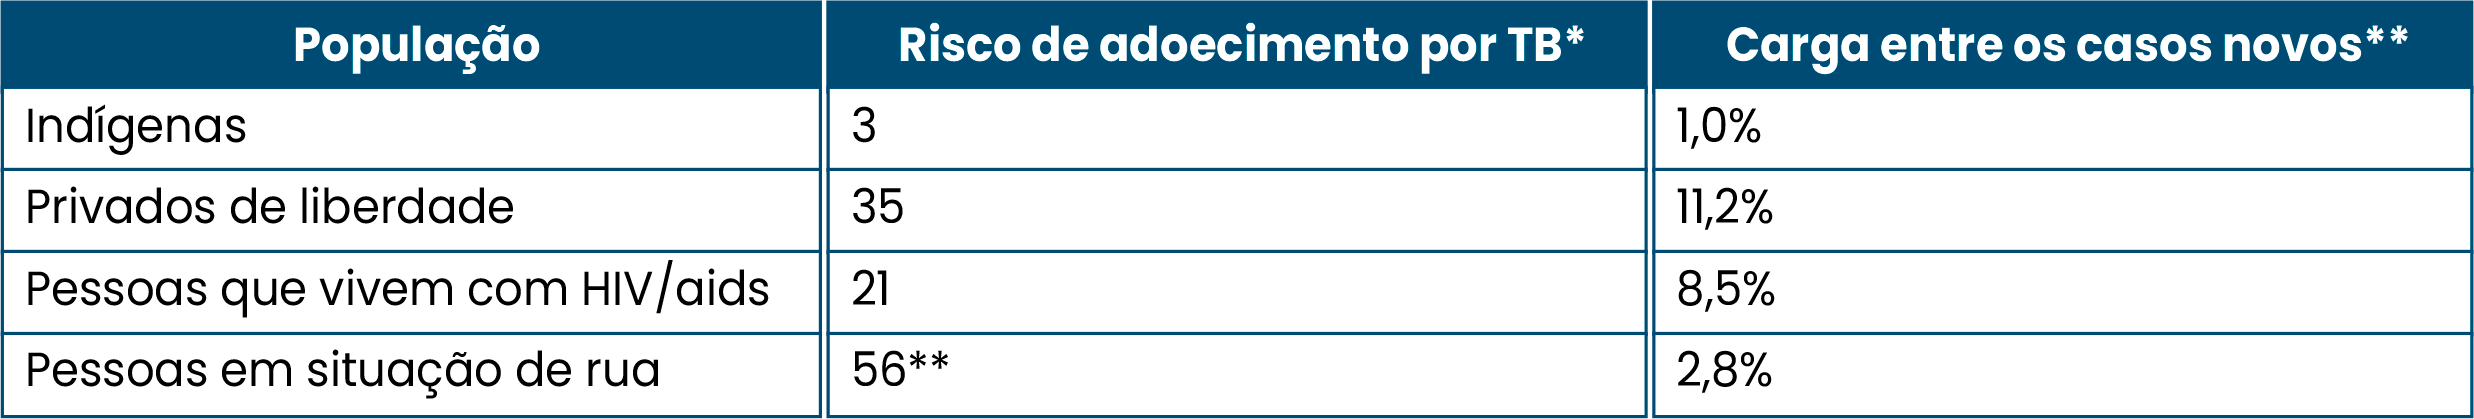 População Risco de adoecimento por TB* Carga entre os casos novos**
Indígenas 3 1,0%
Privados de liberdade 35 11,2%
Pessoas que vivem com HIV/aids 21 8,5%
Pessoas em situação de rua 56** 2,8%